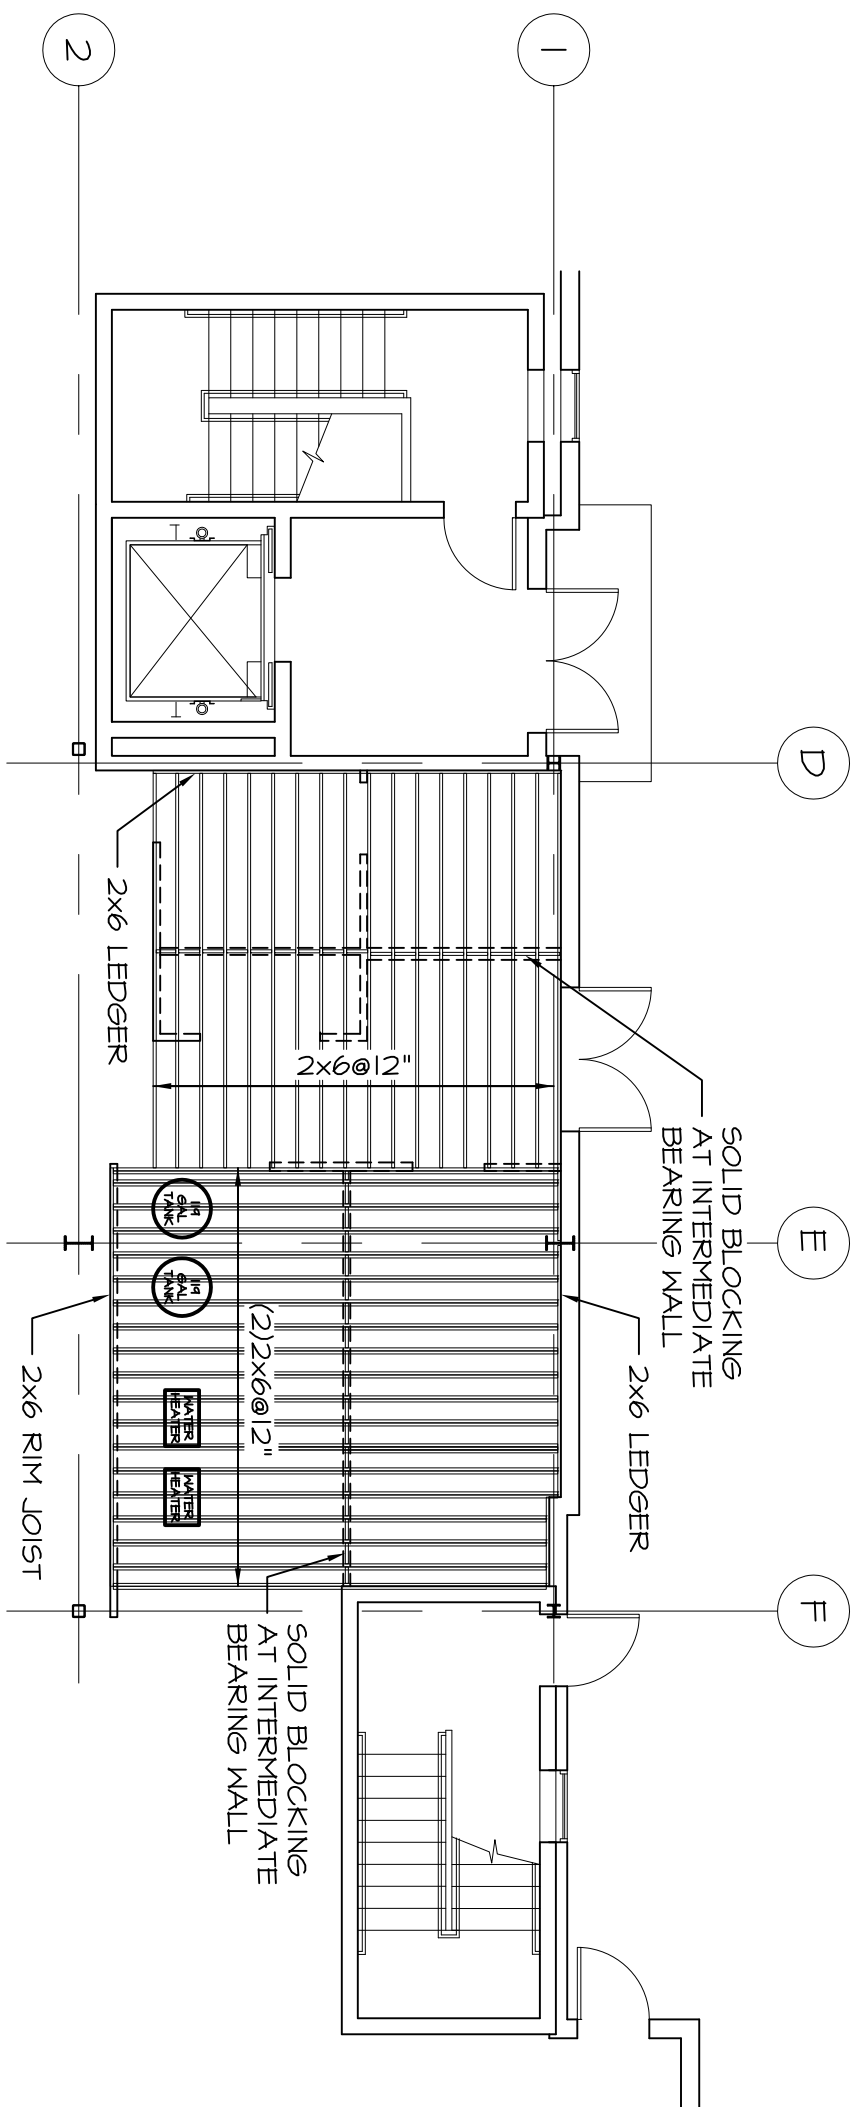 2
1
D
E
F
2x6 LEDGER
2x6@12"
SOLID BLOCKING
AT INTERMEDIATE
BEARING WALL
2x6 LEDGER
119
GAL
TANK
119
GAL
TANK
(2)2x6@12"
WATER
HEATER
WATER
HEATER
2x6 RIM JOIST
SOLID BLOCKING
AT INTERMEDIATE
BEARING WALL